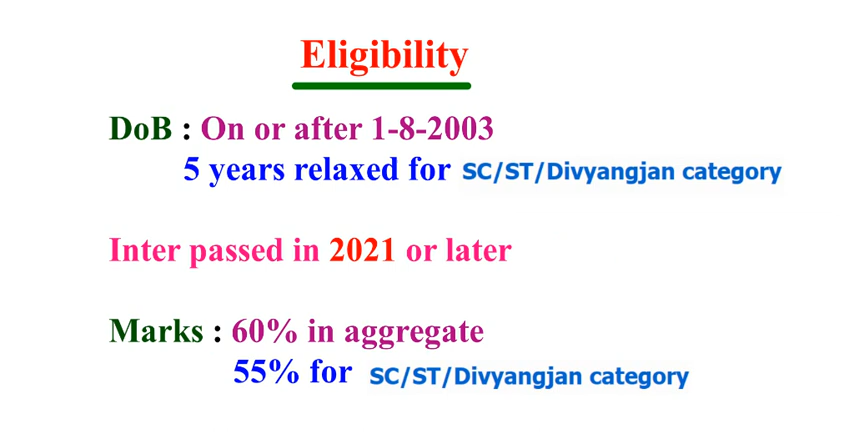 Eligibility
DoB : On or after 1-8-2003
5 years relaxed for SC/ST/Divyangjan category
Inter passed in 2021 or later
Marks : 60% in aggregate
55% for SC/ST/Divyangjan category